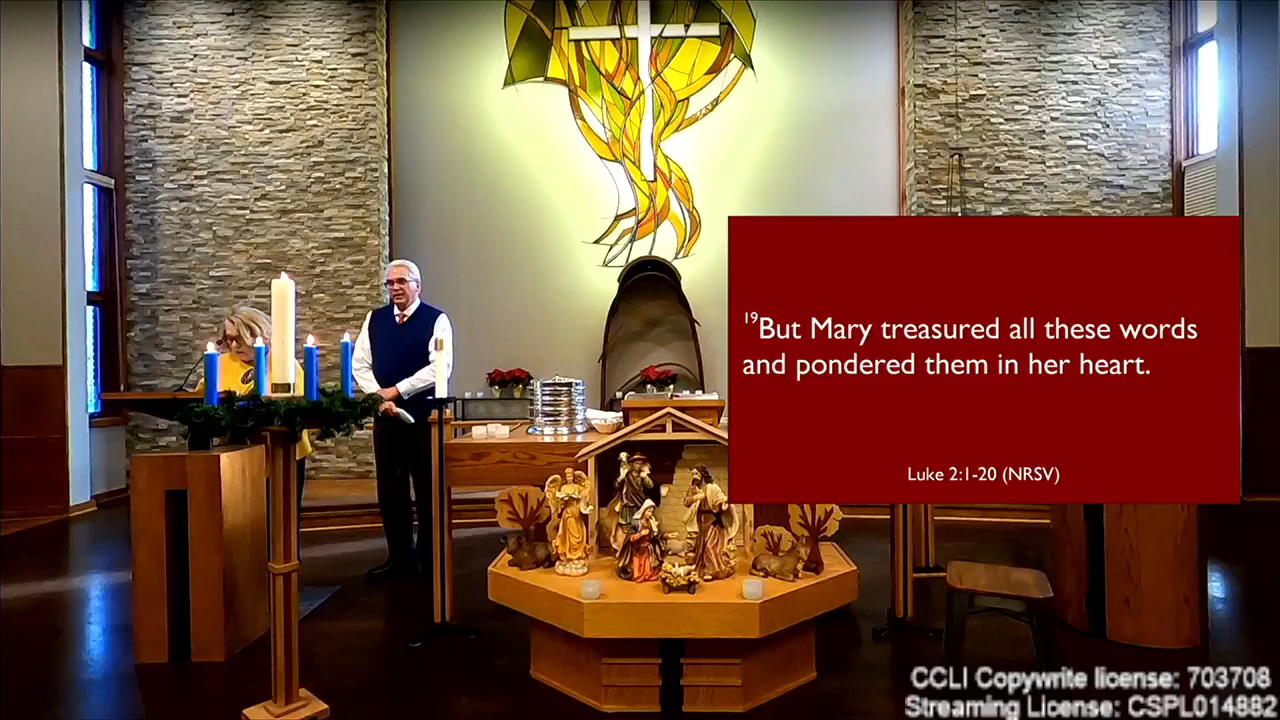 19But Mary treasured all these words
and pondered them in her heart.
Luke 2:1-20 (NRSV)
CCLI Copywrite license: 703708
Streaming License: CSPL014882